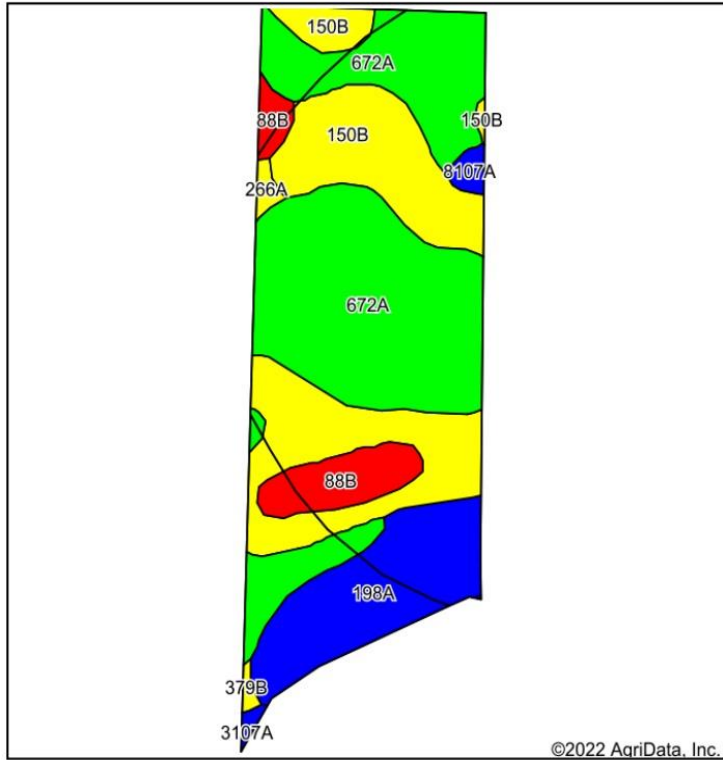 150B
672A
88B
150B
150B
8107A
266A
672A
88B
198A
379B
3107A
©2022 AgriData, Inc.